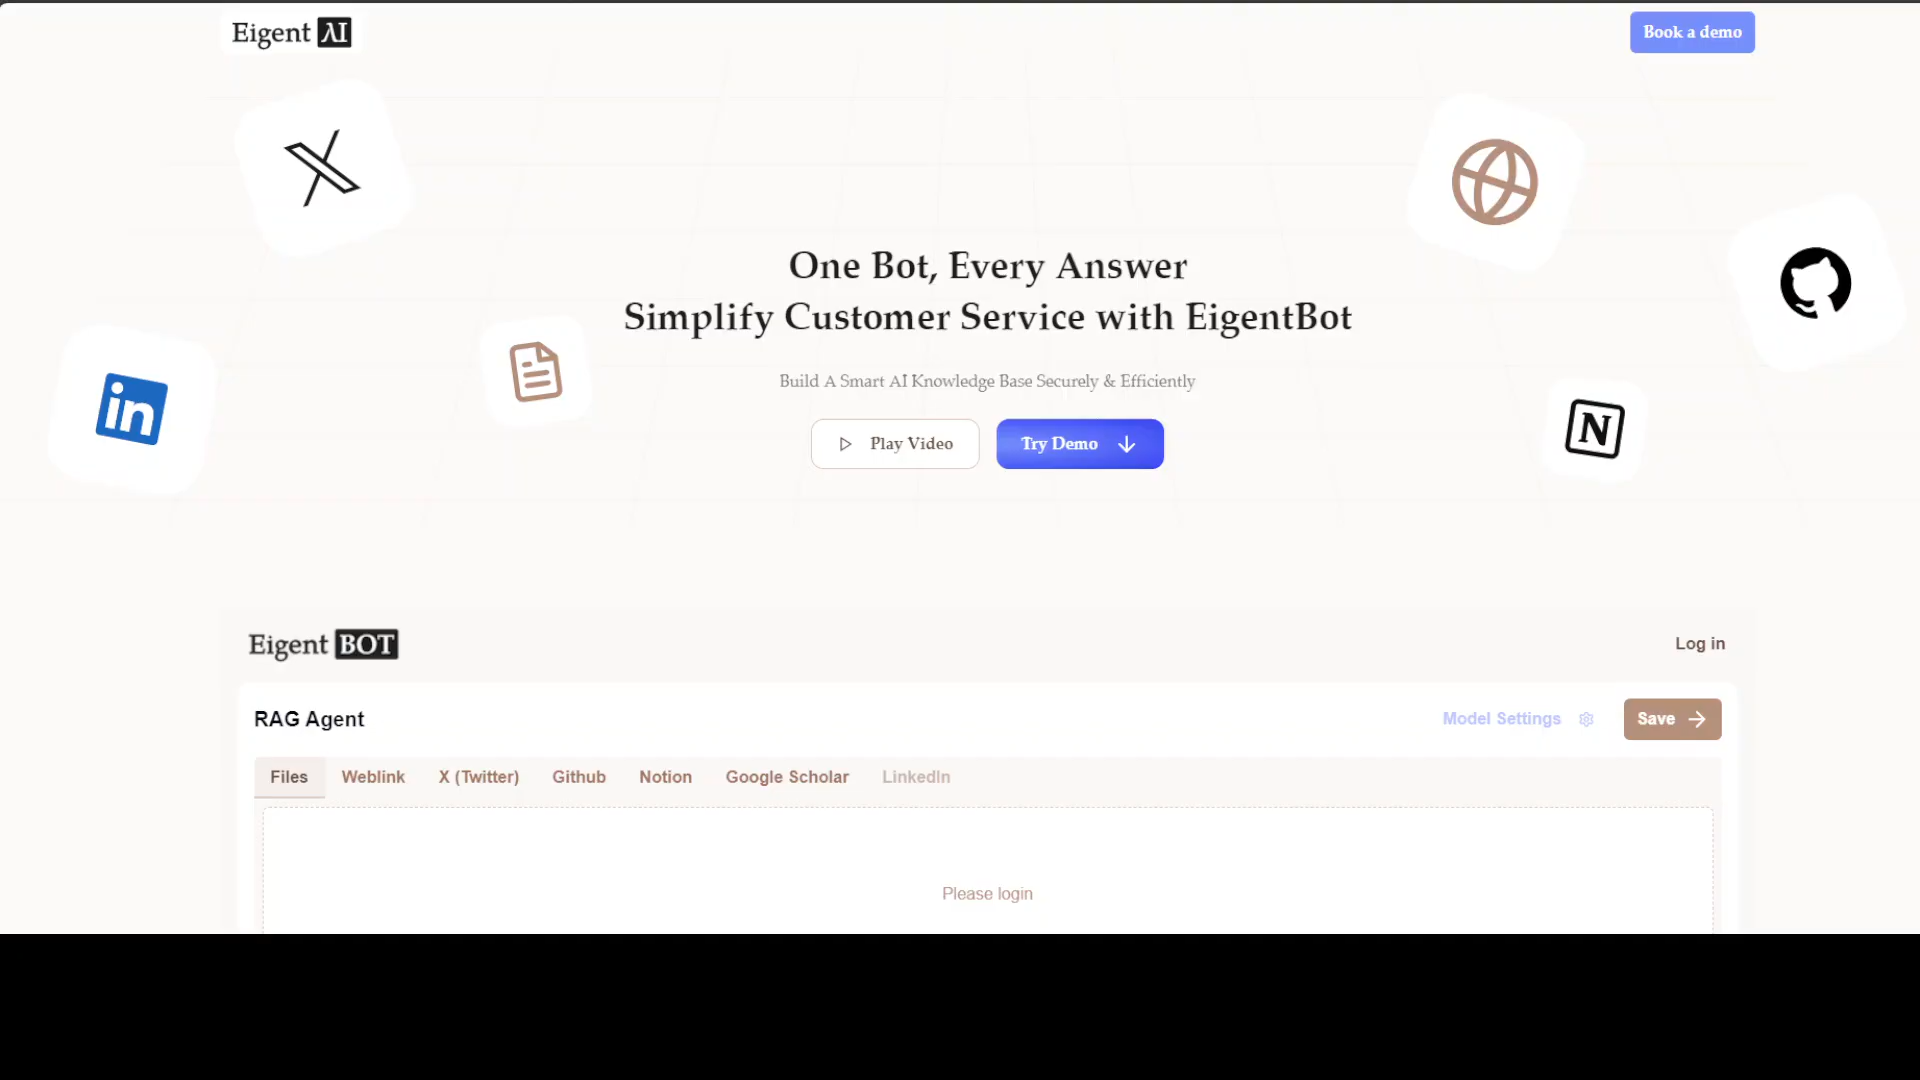 Eigent AI
Book a demo
One Bot, Every Answer
Simplify Customer Service with EigentBot
in
Build A Smart AI Knowledge Base Securely & Efficiently
N
Play Video
Try Demo
Eigent BOT
Log in
RAG Agent
Model Settings
Save
Files Weblink X (Twitter) Github Notion Google Scholar LinkedIn
Please login